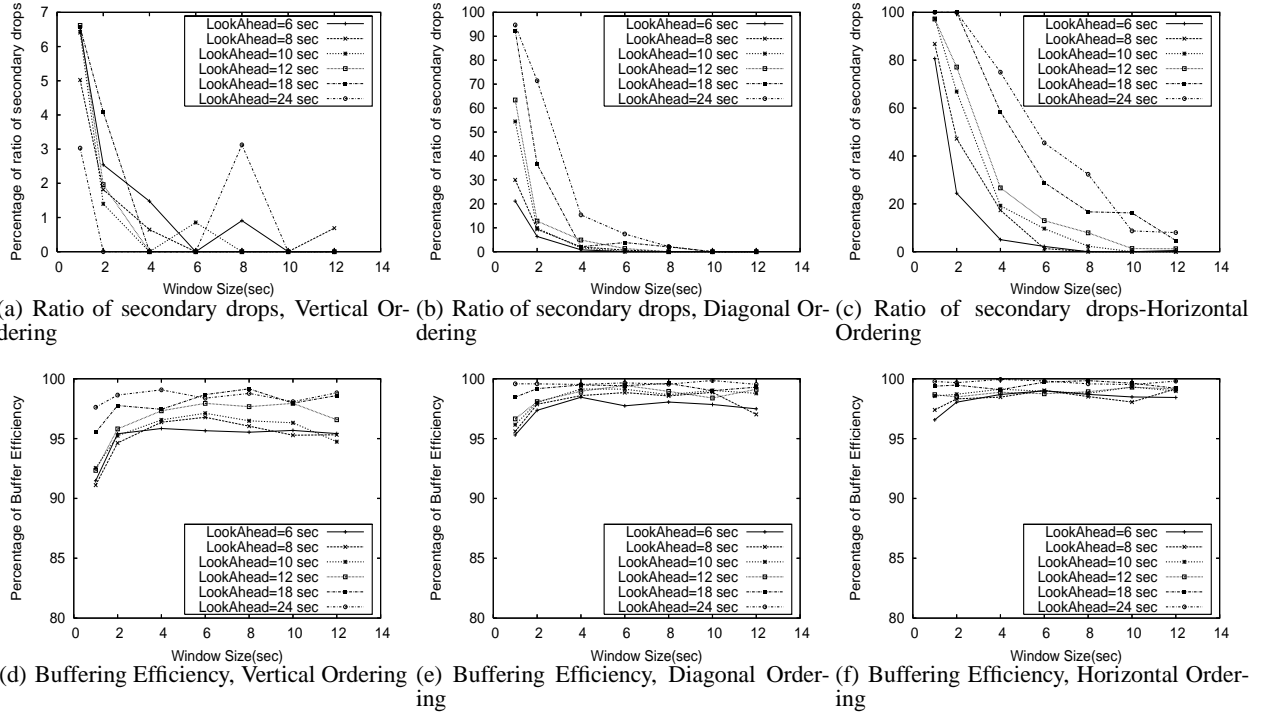 Percentage of ratio of secondary drops
7
6
5
4
3
2
1
0
0 2 4 6 8 10 12 14
Window Size(sec)
LookAhead=6 sec
LookAhead=8 sec
LookAhead=10 sec
LookAhead=12 sec
LookAhead=18 sec
LookAhead=24 sec
(a) Ratio of secondary drops, Vertical Or-
dering
Percentage of ratio of secondary drops
100
90
80
70
60
50
40
30
20
10
0
0 2 4 6 8 10 12 14
Window Size(sec)
LookAhead=6 sec
LookAhead=8 sec
LookAhead=10 sec
LookAhead=12 sec
LookAhead=18 sec
LookAhead=24 sec
(b) Ratio of secondary drops, Diagonal Or-
dering
Percentage of ratio of secondary drops
100
80
60
40
20
0
0 2 4 6 8 10 12 14
Window Size(sec)
LookAhead=6 sec
LookAhead=8 sec
LookAhead=10 sec
LookAhead=12 sec
LookAhead=18 sec
LookAhead=24 sec
(c) Ratio of secondary drops-Horizontal
Ordering
Percentage of Buffer Efficiency
100
95
90
85
80
0 2 4 6 8 10 12 14
Window Size(sec)
LookAhead=6 sec
LookAhead=8 sec
LookAhead=10 sec
LookAhead=12 sec
LookAhead=18 sec
LookAhead=24 sec
(d) Buffering Efficiency, Vertical Ordering
Percentage of Buffer Efficiency
100
95
90
85
80
0 2 4 6 8 10 12 14
Window Size(sec)
LookAhead=6 sec
LookAhead=8 sec
LookAhead=10 sec
LookAhead=12 sec
LookAhead=18 sec
LookAhead=24 sec
(e) Buffering Efficiency, Diagonal Order-
ing
Percentage of Buffer Efficiency
100
95
90
85
80
0 2 4 6 8 10 12 14
Window Size(sec)
LookAhead=6 sec
LookAhead=8 sec
LookAhead=10 sec
LookAhead=12 sec
LookAhead=18 sec
LookAhead=24 sec
(f) Buffering Efficiency, Horizontal Order-
ing